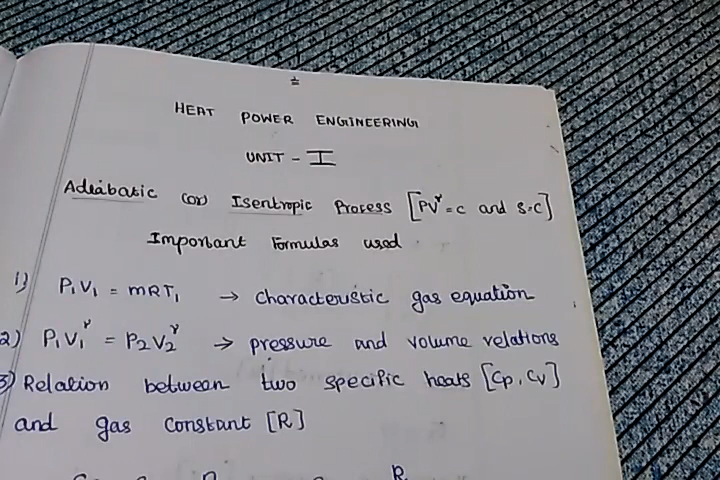 HEAT POWER ENGINEERING
UNIT - I
Adiabatic (or) Isentropic Process [PV^γ = C and S=C]
Important Formulas used
1) P₁V₁ = mRT₁ → characteristic gas equation
2) P₁V₁^γ = P₂V₂^γ → pressure and volume relations
3) Relation between two specific heats [Cp, Cv]
and gas constant [R]